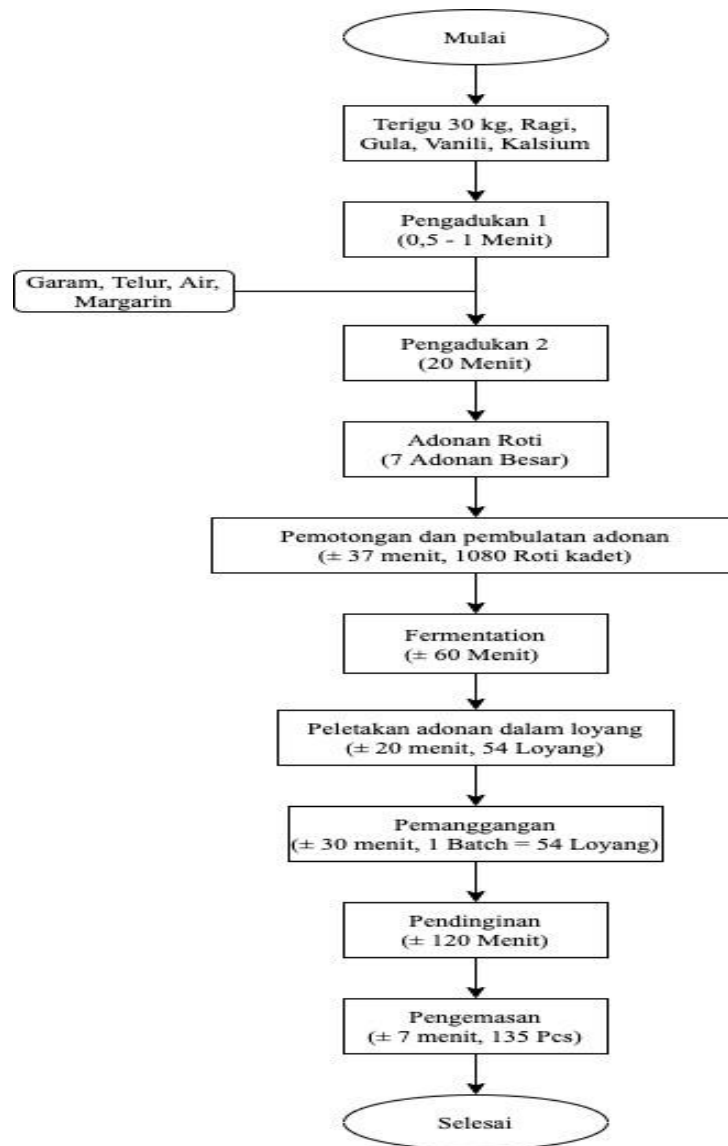 Mulai
Terigu 30 kg, Ragi,
Gula, Vanili, Kalsium
Pengadukan 1
(0,5 - 1 Menit)
Garam, Telur, Air,
Margarin
Pengadukan 2
(20 Menit)
Adonan Roti
(7 Adonan Besar)
Pemotongan dan pembulatan adonan
(± 37 menit, 1080 Roti kadet)
Fermentation
(± 60 Menit)
Peletakan adonan dalam loyang
(± 20 menit, 54 Loyang)
Pemanggangan
(± 30 menit, 1 Batch = 54 Loyang)
Pendinginan
(± 120 Menit)
Pengemasan
(± 7 menit, 135 Pcs)
Selesai